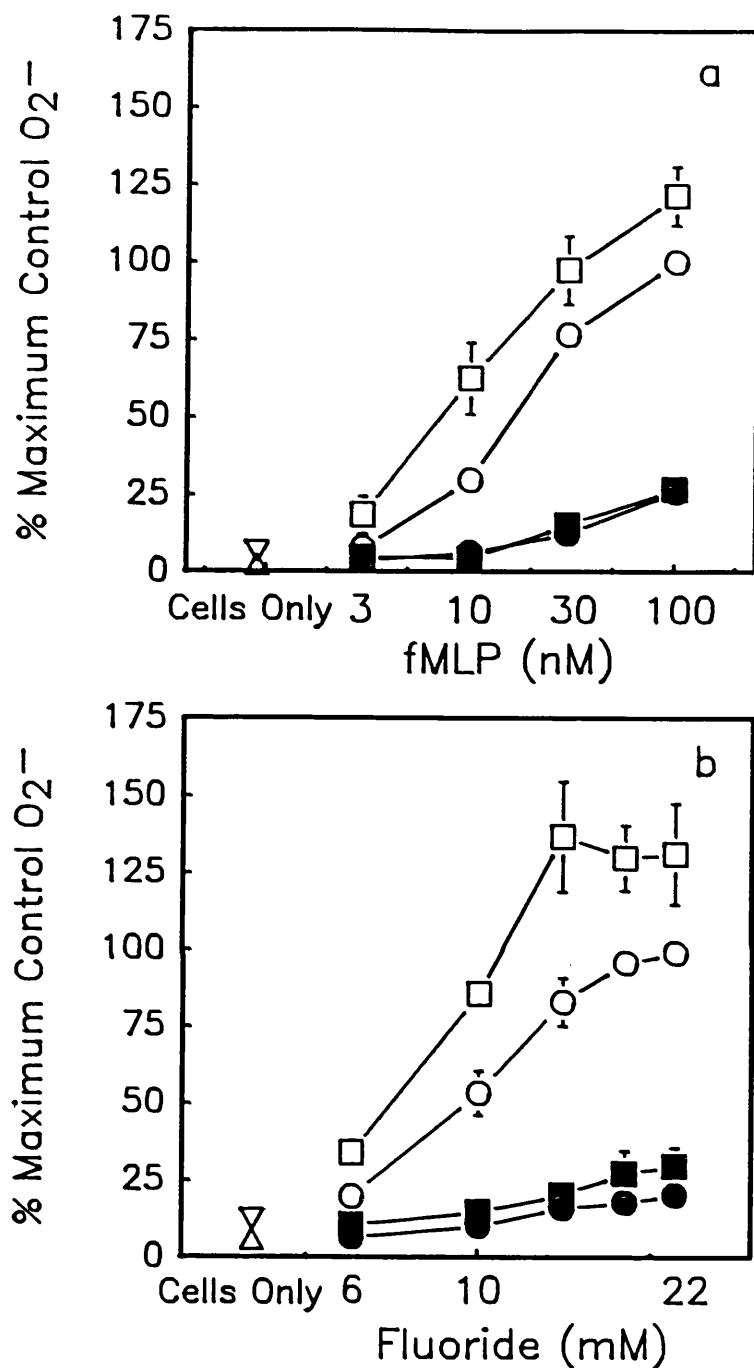 175
a
150
125
100
75
50
25
0
% Maximum Control O₂⁻
Cells Only 3 10 30 100
fMLP (nM)
175
b
150
125
100
75
50
25
0
% Maximum Control O₂⁻
Cells Only 6 10 22
Fluoride (mM)